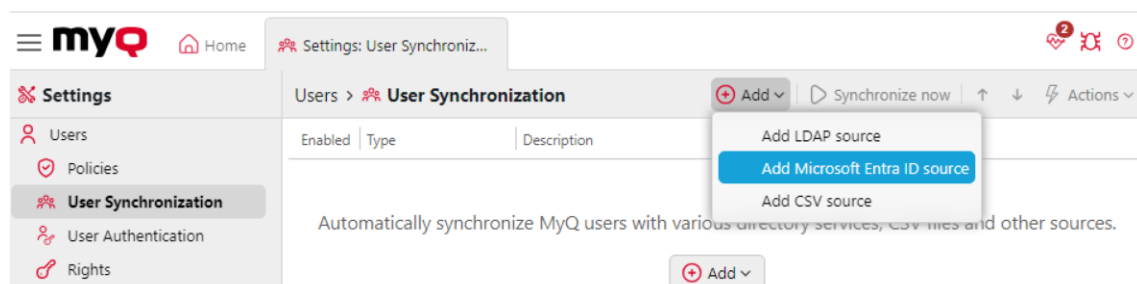 myQ Home Settings: User Synchroniz... 2
Settings
Users > User Synchronization Add Synchronize now Actions
Users
Enabled Type Description
Add LDAP source
Policies
Add Microsoft Entra ID source
User Synchronization
Add CSV source
User Authentication
Automatically synchronize MyQ users with various directory services, CSV files and other sources.
Rights
Add